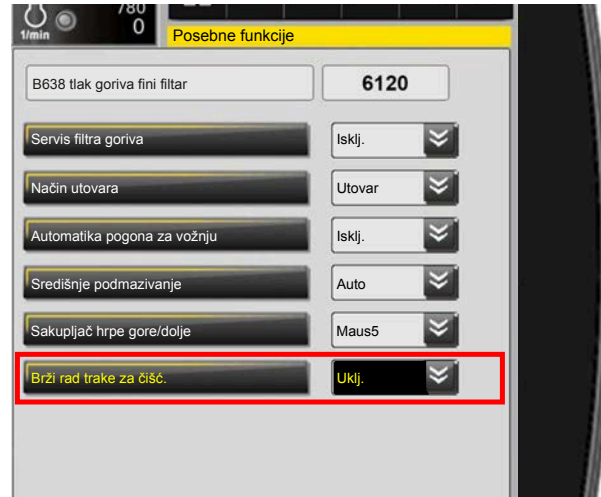 780
1/min 0
Posebne funkcije
B638 tlak goriva fini filtar 6120
Servis filtra goriva Isklj.
Način utovara Utovar
Automatika pogona za vožnju Isklj.
Središnje podmazivanje Auto
Sakupljač hrpe gore/dolje Maus5
Brži rad trake za čišć. Uklj.